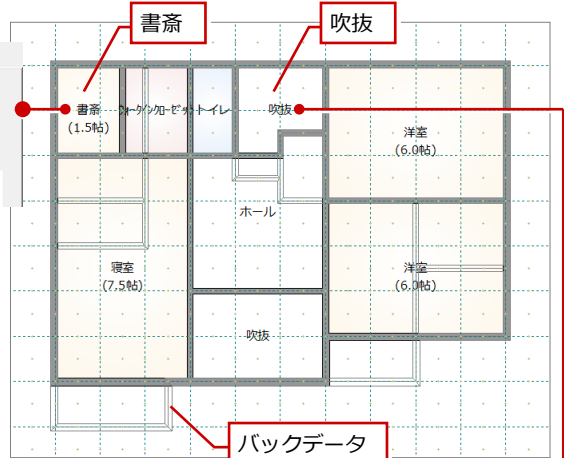 書斎
吹抜
書斎
(1.5帖)
ウォークインクローゼット
トイレ
吹抜
洋室
(6.0帖)
ホール
寝室
(7.5帖)
洋室
(6.0帖)
吹抜
バックデータ